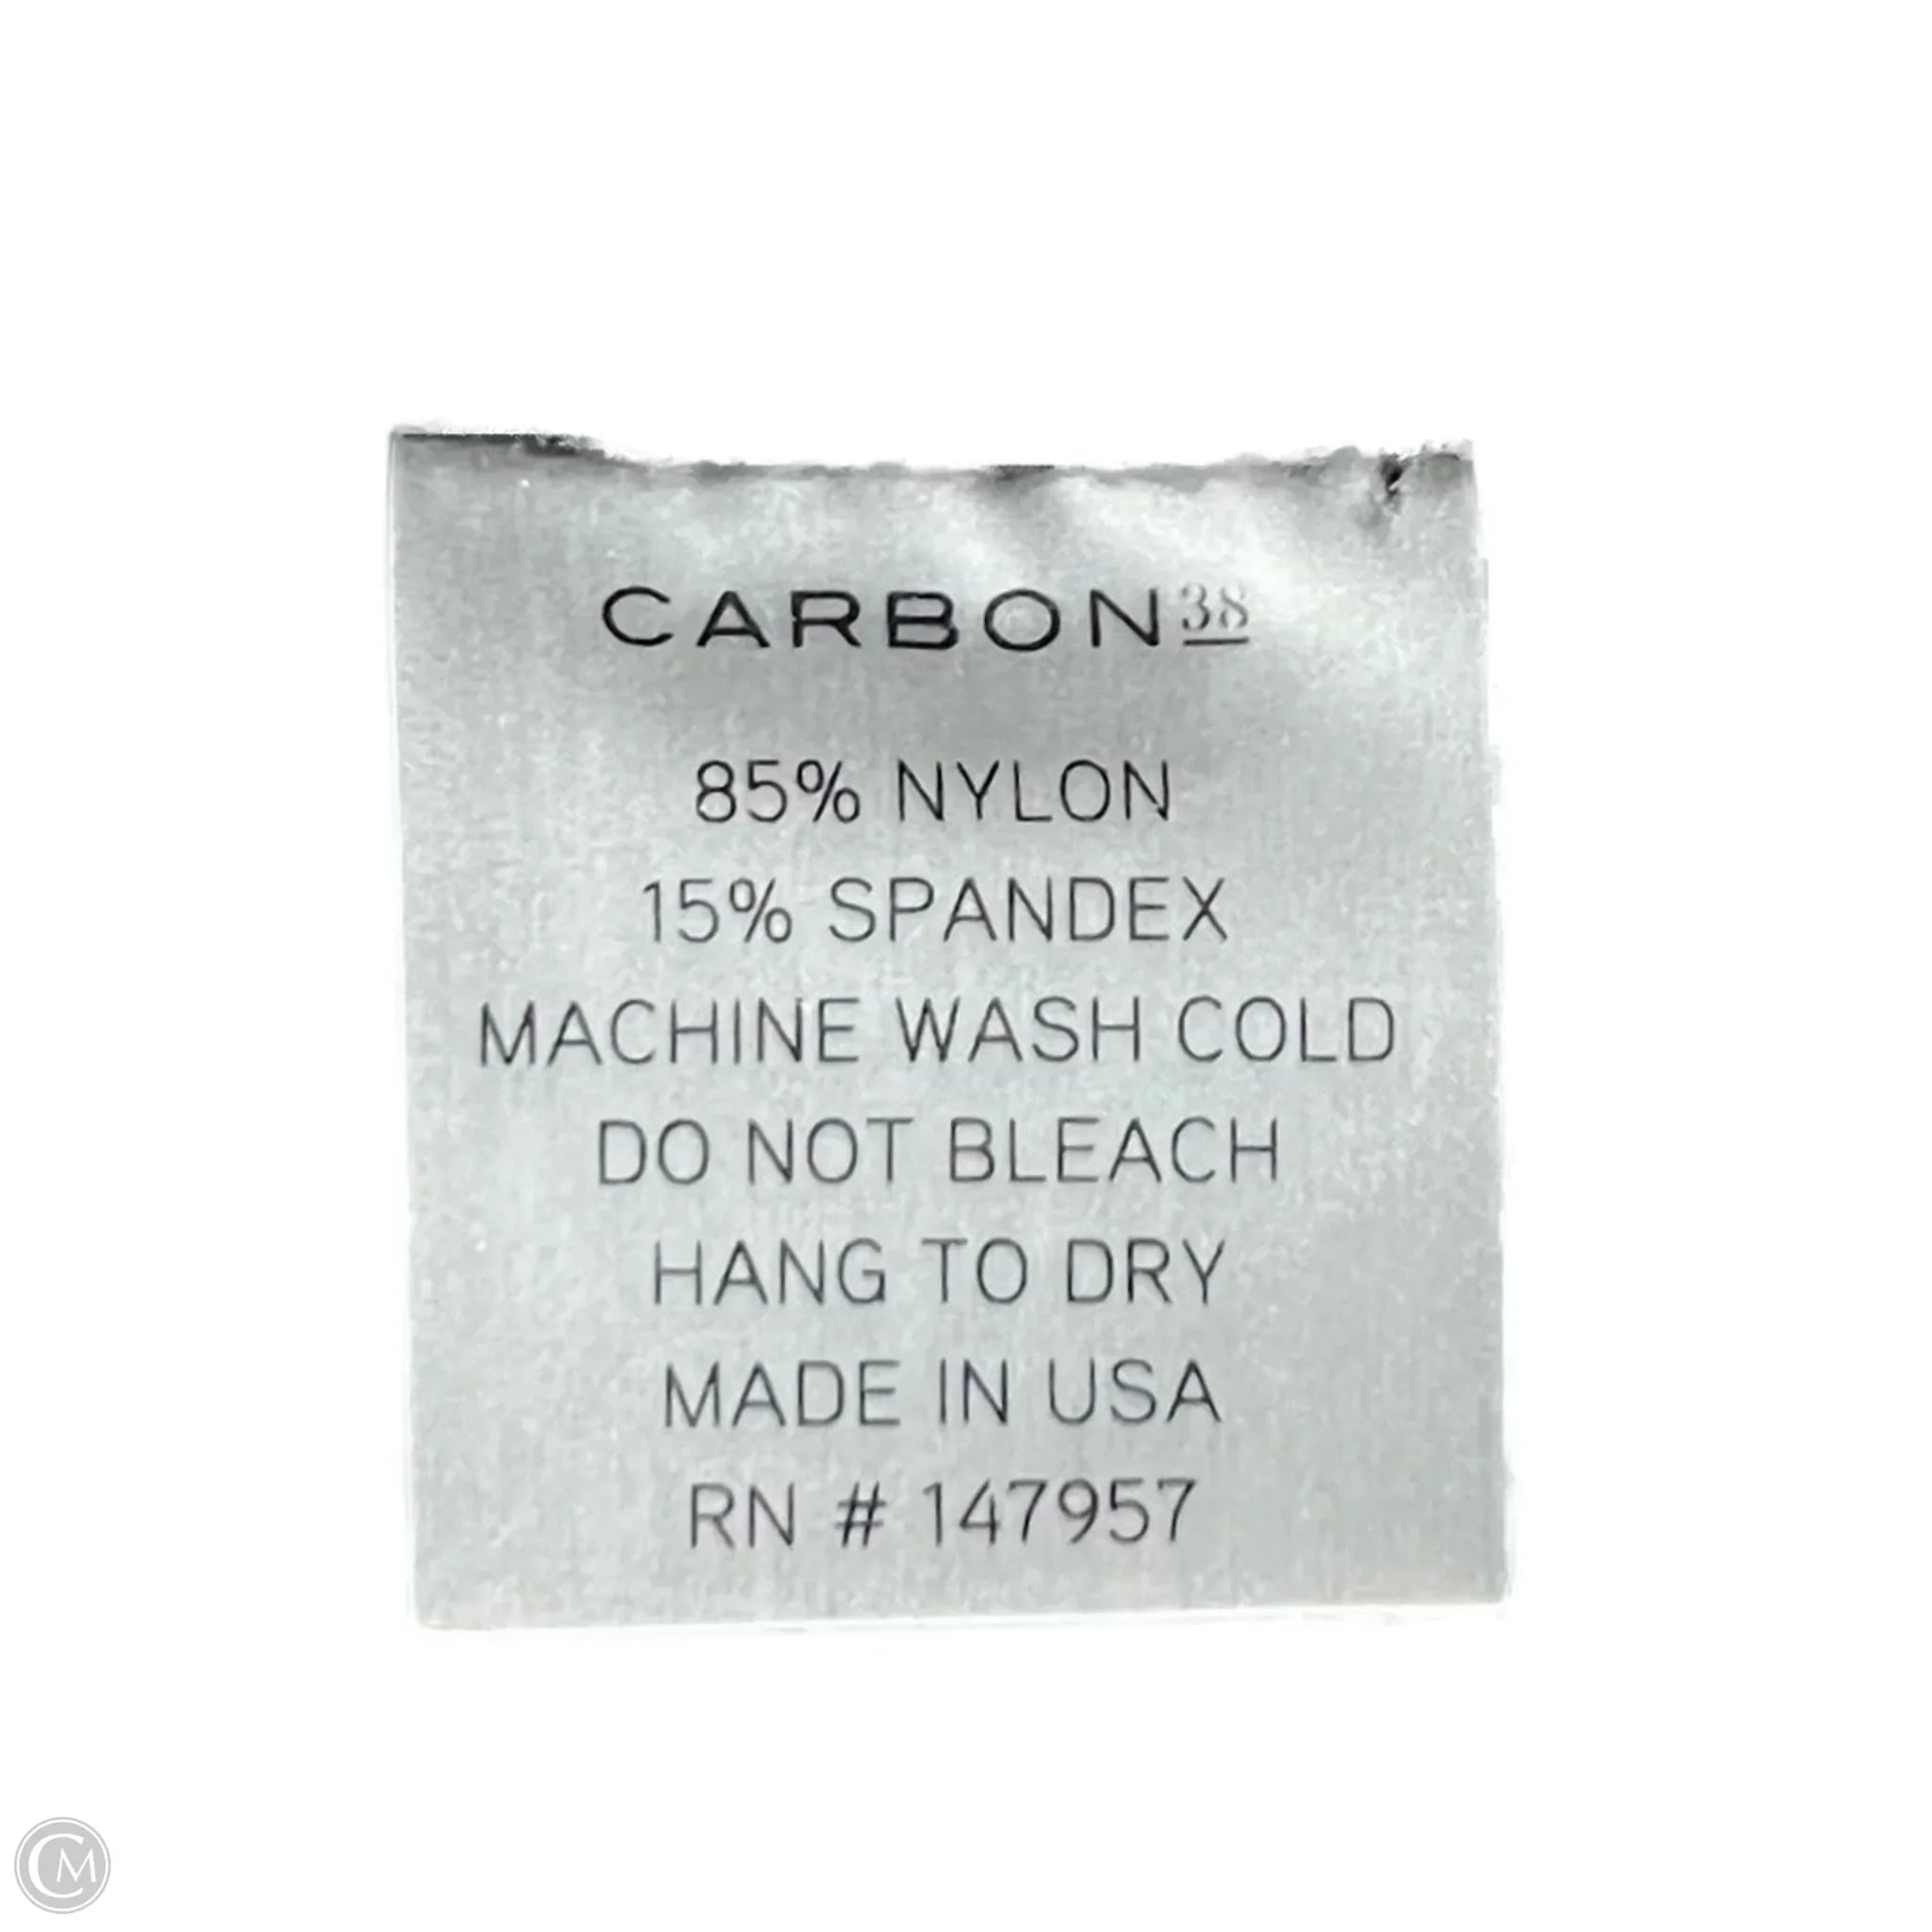 CARBON38
85% NYLON
15% SPANDEX
MACHINE WASH COLD
DO NOT BLEACH
HANG TO DRY
MADE IN USA
RN # 147957
CM